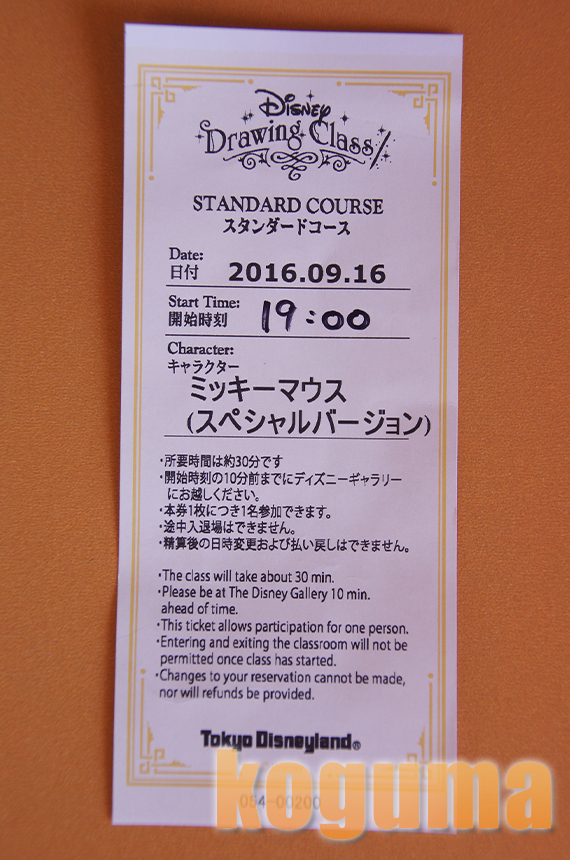 Disney
Drawing Class
STANDARD COURSE
スタンダードコース
Date:
日付 2016.09.16
Start Time:
開始時刻 19:00
Character:
キャラクター
ミッキーマウス
(スペシャルバージョン)
・所要時間は約30分です
・開始時刻の10分前までにディズニーギャラリー
にお越しください。
・本券1枚につき1名参加できます。
・途中入退場はできません。
・精算後の日時変更および払い戻しはできません。
・The class will take about 30 min.
・Please be at The Disney Gallery 10 min.
ahead of time.
・This ticket allows participation for one person.
・Entering and exiting the classroom will not be
permitted once class has started.
・Changes to your reservation cannot be made,
nor will refunds be provided.
Tokyo Disneyland®
koguma
054-00200